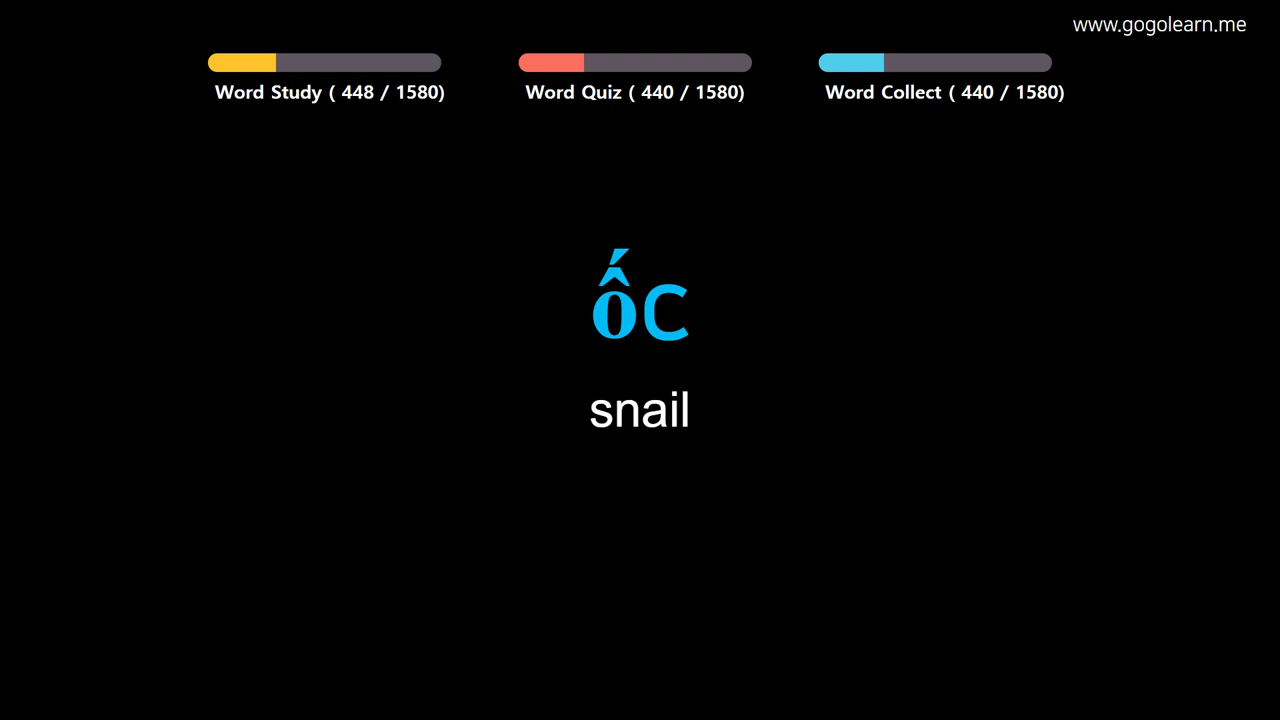 www.gogolearn.me
Word Study ( 448 / 1580)
Word Quiz ( 440 / 1580)
Word Collect ( 440 / 1580)
ốc
snail